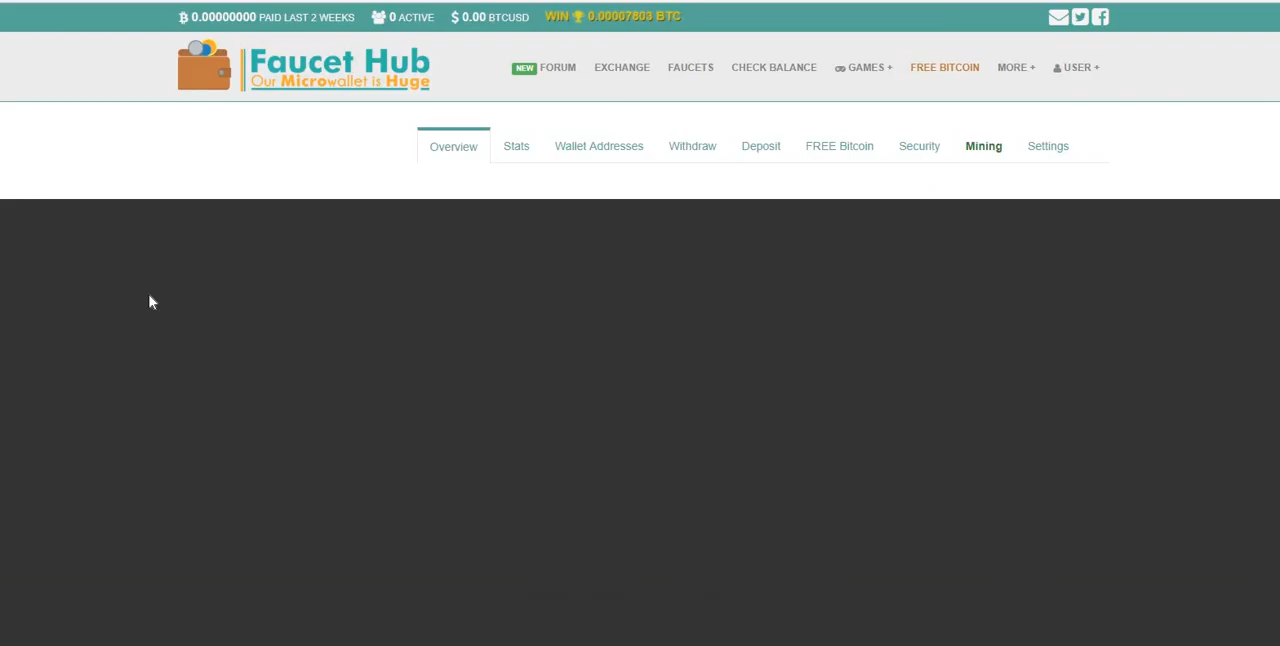 0.00000000 PAID LAST 2 WEEKS 0 ACTIVE $ 0.00 BTCUSD WIN 0.00007803 BTC
Faucet Hub
Our Microwallet is Huge
NEW FORUM EXCHANGE FAUCETS CHECK BALANCE GAMES + FREE BITCOIN MORE + USER +
Overview Stats Wallet Addresses Withdraw Deposit FREE Bitcoin Security Mining Settings